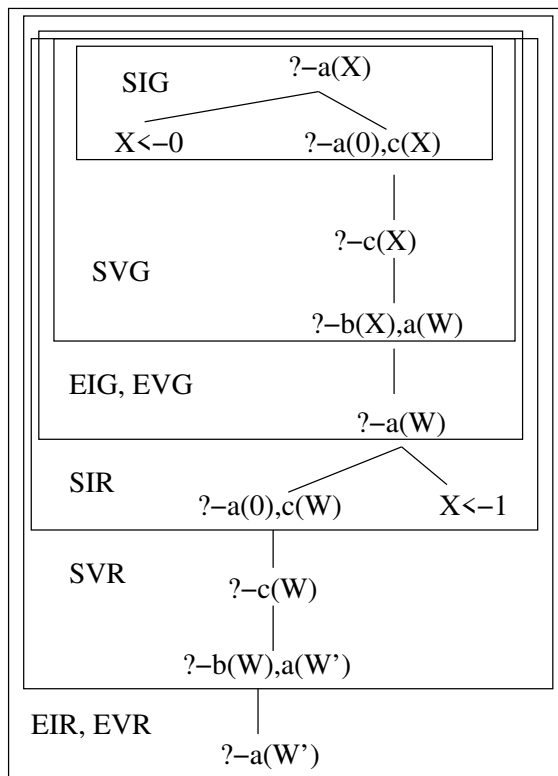 ?–a(X)
SIG
X<–0 ?–a(0),c(X)
?–c(X)
SVG
?–b(X),a(W)
EIG, EVG
?–a(W)
SIR
?–a(0),c(W) X<–1
SVR
?–c(W)
?–b(W),a(W')
EIR, EVR
?–a(W')